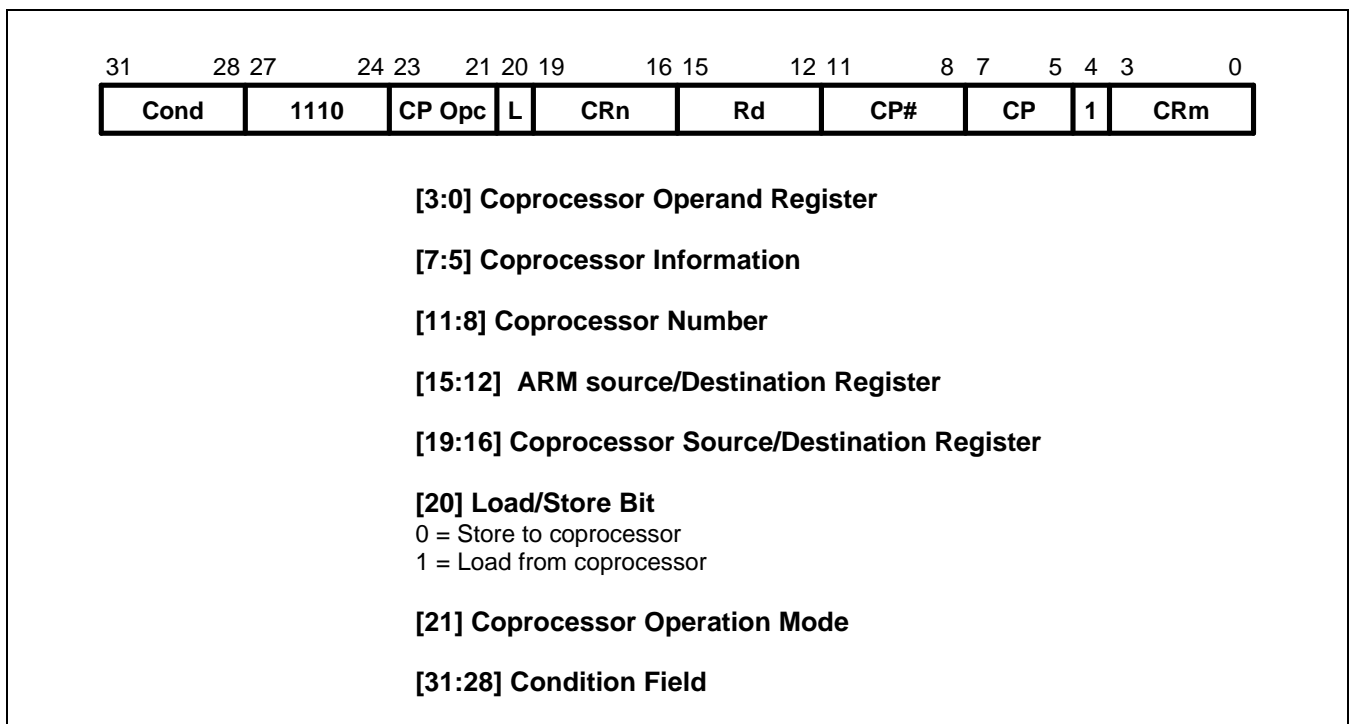 31 28 27 24 23 21 20 19 16 15 12 11 8 7 5 4 3 0
Cond 1110 CP Opc L CRn Rd CP# CP 1 CRm
[3:0] Coprocessor Operand Register
[7:5] Coprocessor Information
[11:8] Coprocessor Number
[15:12] ARM source/Destination Register
[19:16] Coprocessor Source/Destination Register
[20] Load/Store Bit
0 = Store to coprocessor
1 = Load from coprocessor
[21] Coprocessor Operation Mode
[31:28] Condition Field